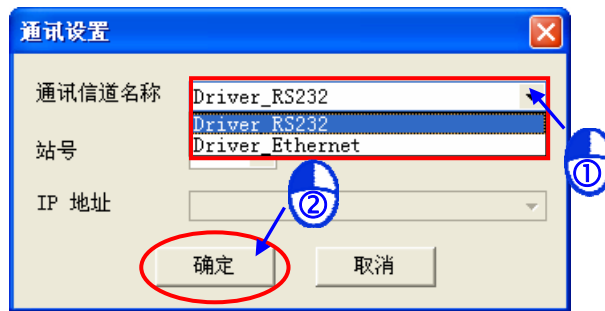 通讯设置
通讯信道名称 Driver_RS232
Driver_RS232
Driver_Ethernet
站号
IP 地址
①
②
确定 取消